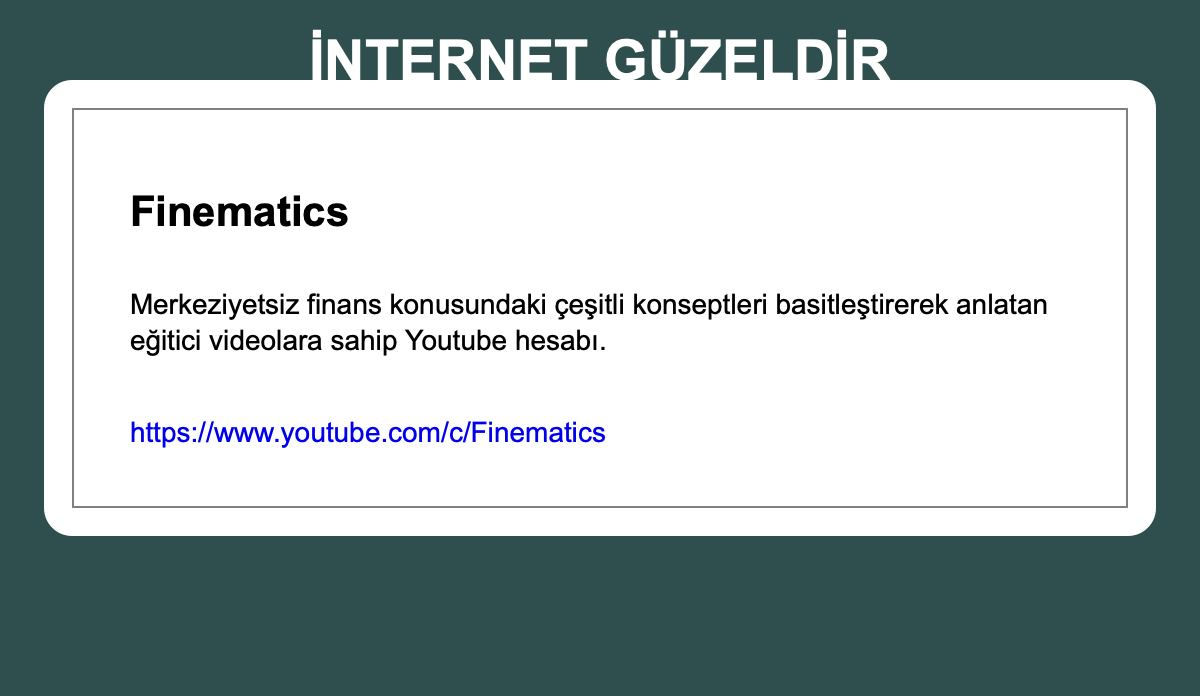 İNTERNET GÜZELDİR
Finematics
Merkeziyetsiz finans konusundaki çeşitli konseptleri basitleştirerek anlatan
eğitici videolara sahip Youtube hesabı.
https://www.youtube.com/c/Finematics